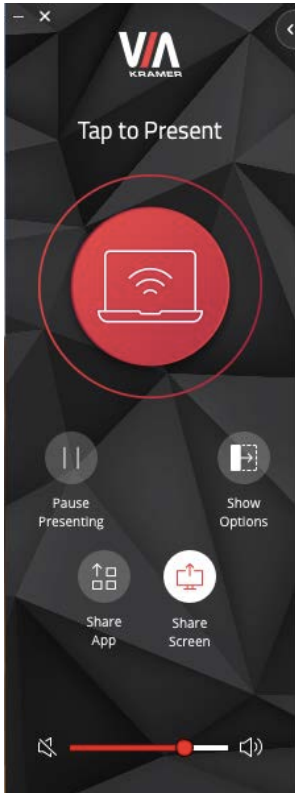 VIA
KRAMER
Tap to Present
Pause
Presenting
Show
Options
Share
App
Share
Screen